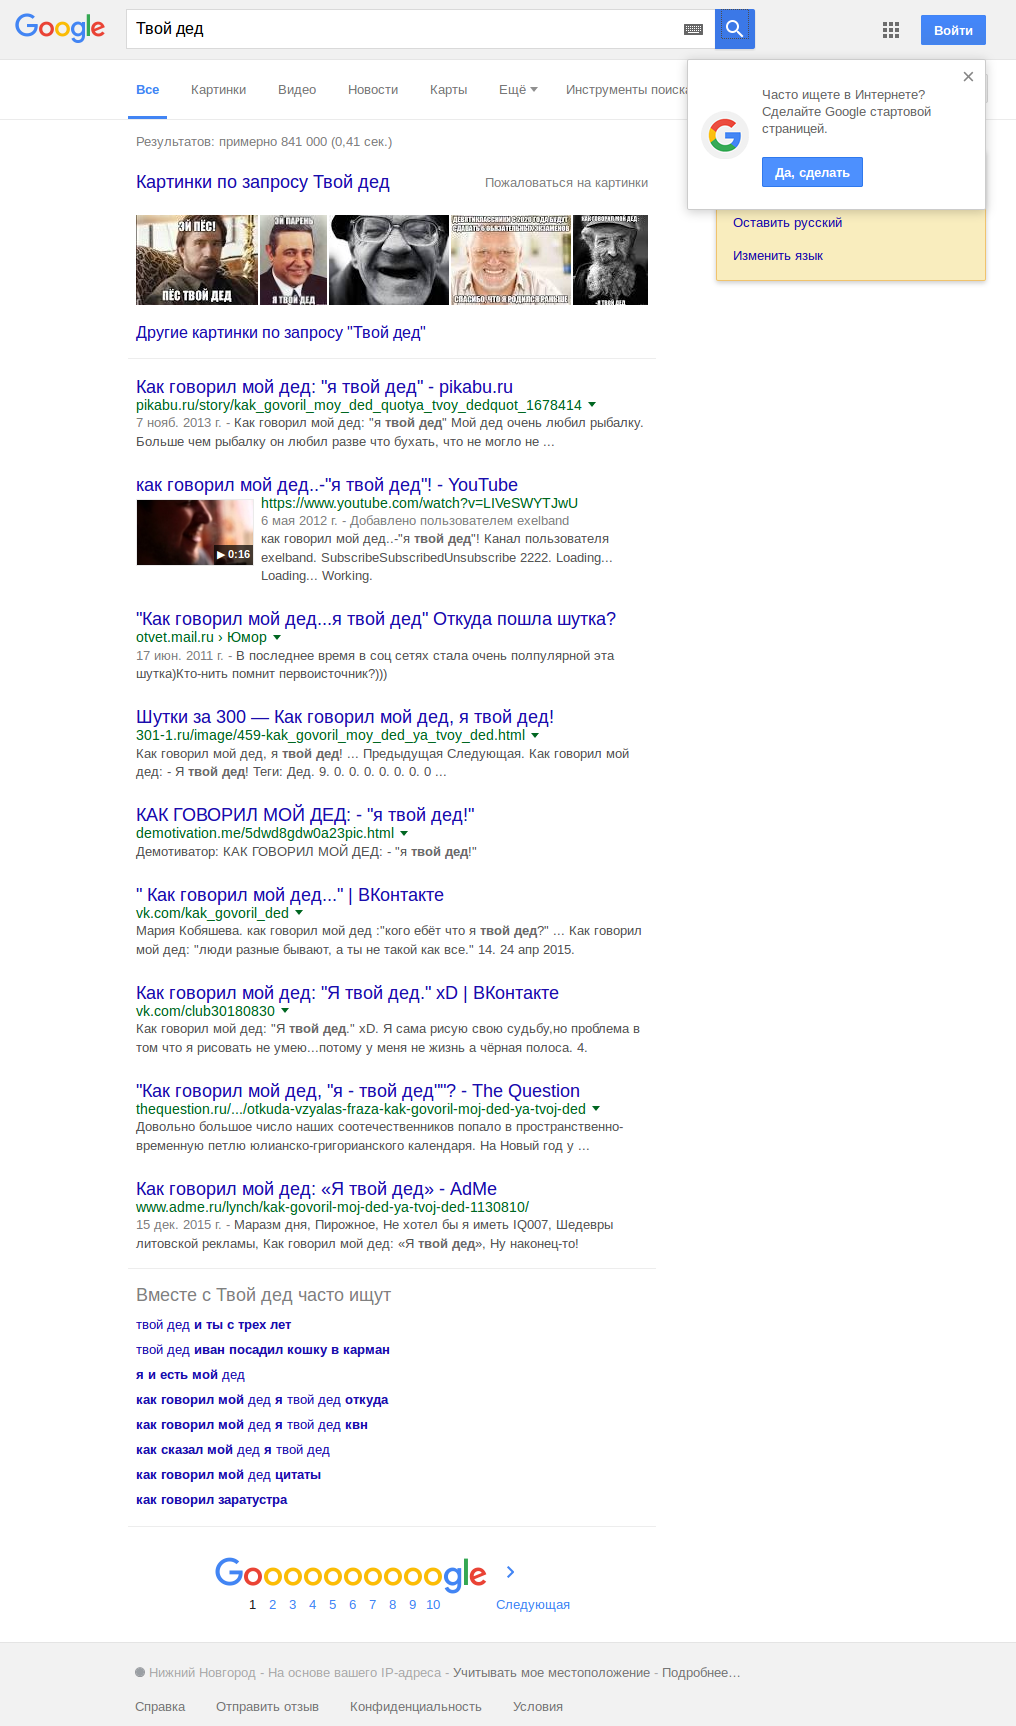 Google
Твой дед
Войти
Все Картинки Видео Новости Карты Ещё Инструменты поиска
Часто ищете в Интернете?
Сделайте Google стартовой
страницей.
Да, сделать
Оставить русский
Изменить язык
Результатов: примерно 841 000 (0,41 сек.)
Картинки по запросу Твой дед
Пожаловаться на картинки
ЭЙ ПЁС!
ПЁС ТВОЙ ДЕД
ЭЙ ПАРЕНЬ
Я ТВОЙ ДЕД
ДЕВЯТИКЛАССНИКИ С 2020 ГОДА БУДУТ
СДАВАТЬ 6 ОБЯЗАТЕЛЬНЫХ ЭКЗАМЕНОВ
СПАСИБО, ЧТО Я РОДИЛСЯ РАНЬШЕ
КАК ГОВОРИЛ МОЙ ДЕД:
-Я ТВОЙ ДЕД
Другие картинки по запросу "Твой дед"
Как говорил мой дед: "я твой дед" - pikabu.ru
pikabu.ru/story/kak_govoril_moy_ded_quotya_tvoy_dedquot_1678414
7 нояб. 2013 г. - Как говорил мой дед: "я твой дед" Мой дед очень любил рыбалку.
Больше чем рыбалку он любил разве что бухать, что не могло не ...
как говорил мой дед..-"я твой дед"! - YouTube
https://www.youtube.com/watch?v=LIVeSWYTJwU
6 мая 2012 г. - Добавлено пользователем exelband
как говорил мой дед..-"я твой дед"! Канал пользователя
exelband. SubscribeSubscribedUnsubscribe 2222. Loading...
Loading... Working.
0:16
"Как говорил мой дед...я твой дед" Откуда пошла шутка?
otvet.mail.ru › Юмор
17 июн. 2011 г. - В последнее время в соц сетях стала очень полпулярной эта
шутка)Кто-нить помнит первоисточник?)))
Шутки за 300 — Как говорил мой дед, я твой дед!
301-1.ru/image/459-kak_govoril_moy_ded_ya_tvoy_ded.html
Как говорил мой дед, я твой дед! ... Предыдущая Следующая. Как говорил мой
дед: - Я твой дед! Теги: Дед. 9. 0. 0. 0. 0. 0. 0. 0 ...
КАК ГОВОРИЛ МОЙ ДЕД: - "я твой дед!"
demotivation.me/5dwd8gdw0a23pic.html
Демотиватор: КАК ГОВОРИЛ МОЙ ДЕД: - "я твой дед!"
" Как говорил мой дед..." | ВКонтакте
vk.com/kak_govoril_ded
Мария Кобяшева. как говорил мой дед :"кого ебёт что я твой дед?" ... Как говорил
мой дед: "люди разные бывают, а ты не такой как все." 14. 24 апр 2015.
Как говорил мой дед: "Я твой дед." xD | ВКонтакте
vk.com/club30180830
Как говорил мой дед: "Я твой дед." xD. Я сама рисую свою судьбу,но проблема в
том что я рисовать не умею...потому у меня не жизнь а чёрная полоса. 4.
"Как говорил мой дед, "я - твой дед""? - The Question
thequestion.ru/.../otkuda-vzyalas-fraza-kak-govoril-moj-ded-ya-tvoj-ded
Довольно большое число наших соотечественников попало в пространственно-
временную петлю юлианско-григорианского календаря. На Новый год у ...
Как говорил мой дед: «Я твой дед» - AdMe
www.adme.ru/lynch/kak-govoril-moj-ded-ya-tvoj-ded-1130810/
15 дек. 2015 г. - Маразм дня, Пирожное, Не хотел бы я иметь IQ007, Шедевры
литовской рекламы, Как говорил мой дед: «Я твой дед», Ну наконец-то!
Вместе с Твой дед часто ищут
твой дед и ты с трех лет
твой дед иван посадил кошку в карман
я и есть мой дед
как говорил мой дед я твой дед откуда
как говорил мой дед я твой дед квн
как сказал мой дед я твой дед
как говорил мой дед цитаты
как говорил заратустра
Goooooooooogle
1 2 3 4 5 6 7 8 9 10 Следующая
Нижний Новгород - На основе вашего IP-адреса - Учитывать мое местоположение - Подробнее...
Справка Отправить отзыв Конфиденциальность Условия